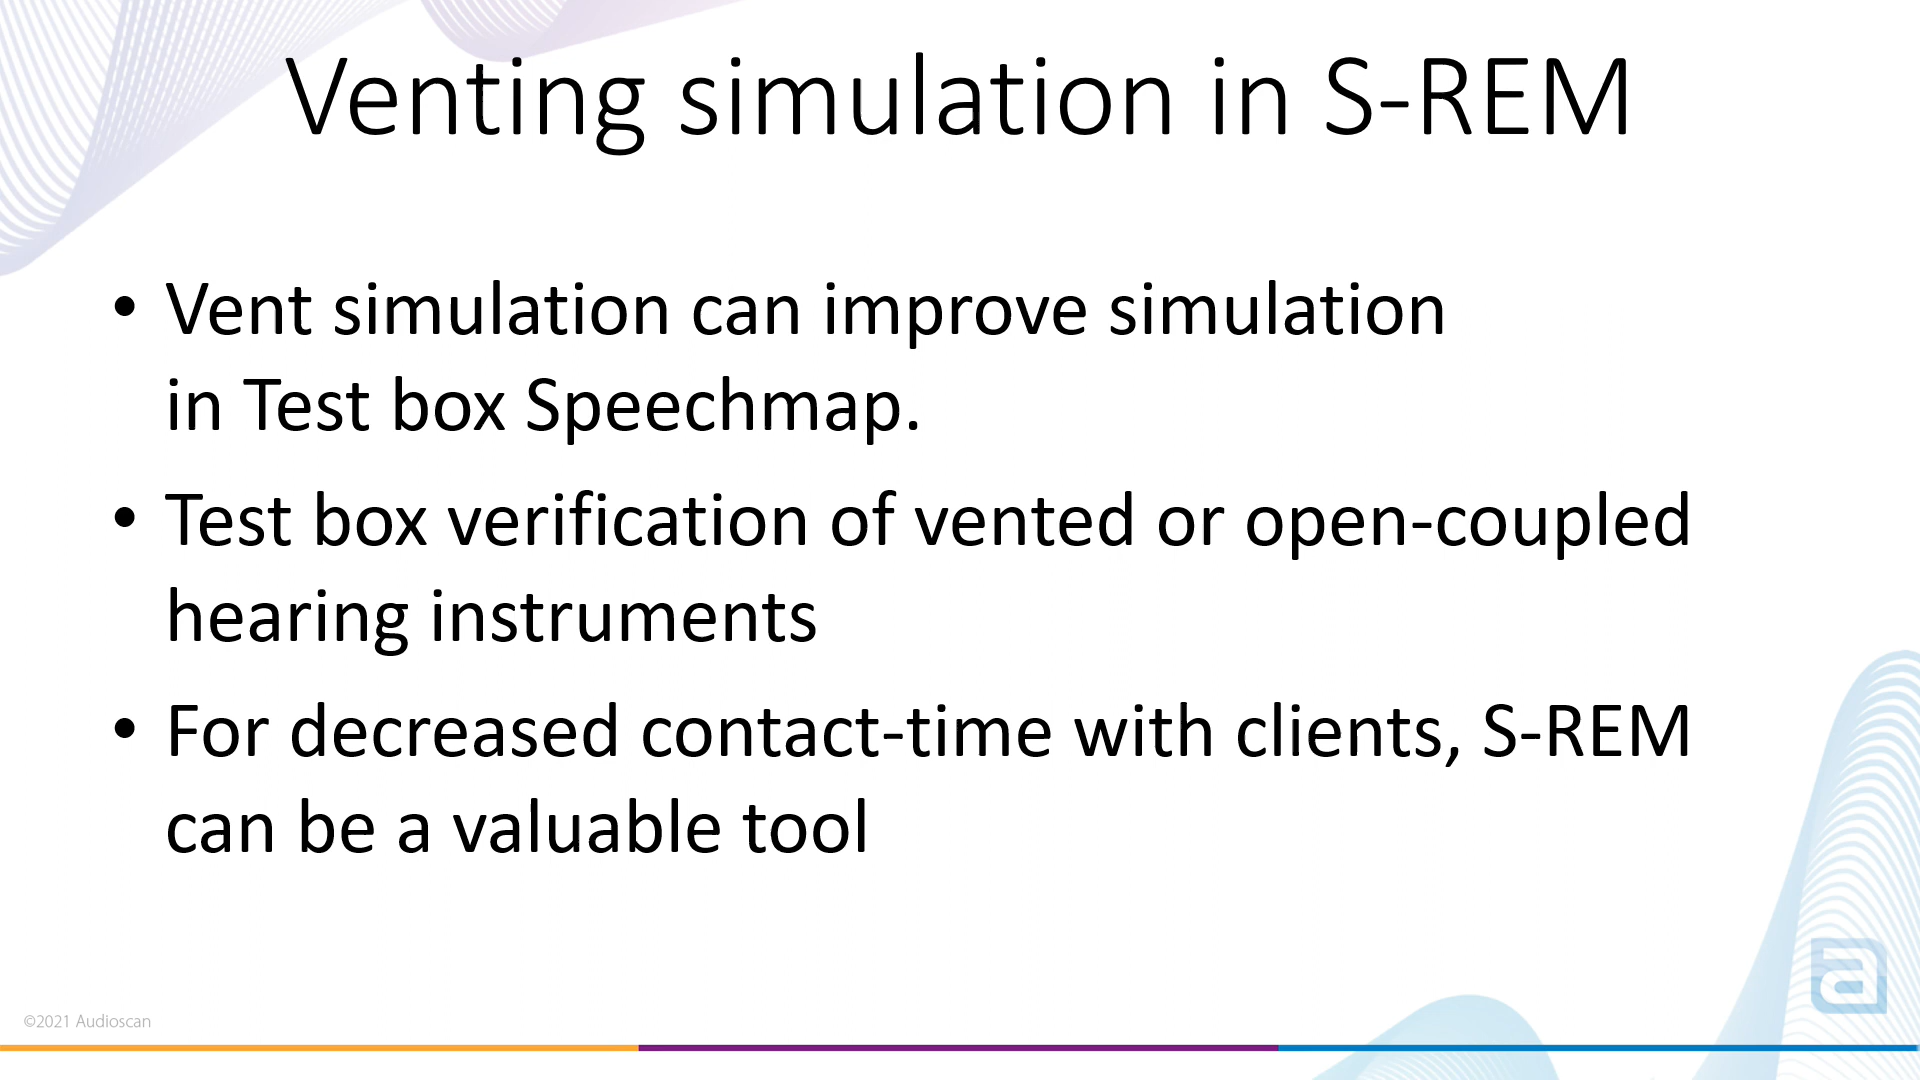 Venting simulation in S-REM
• Vent simulation can improve simulation
in Test box Speechmap.
• Test box verification of vented or open-coupled
hearing instruments
• For decreased contact-time with clients, S-REM
can be a valuable tool
a
©2021 Audioscan